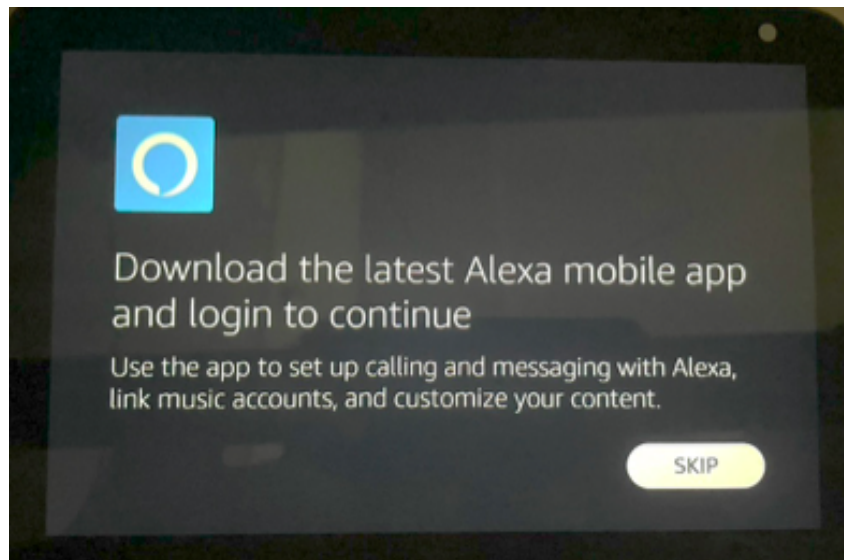 Download the latest Alexa mobile app
and login to continue
Use the app to set up calling and messaging with Alexa,
link music accounts, and customize your content.
SKIP